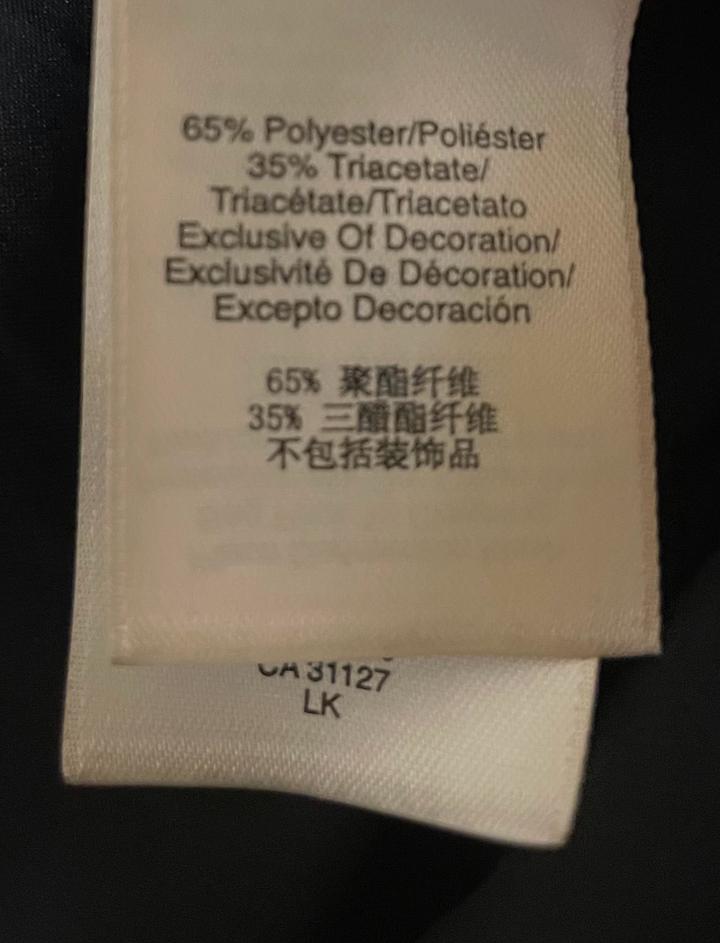 65% Polyester/Poliéster
35% Triacetate/
Triacétate/Triacetato
Exclusive Of Decoration/
Exclusivité De Décoration/
Excepto Decoración
65% 聚酯纤维
35% 三醋酯纤维
不包括装饰品
CA 31127
LK